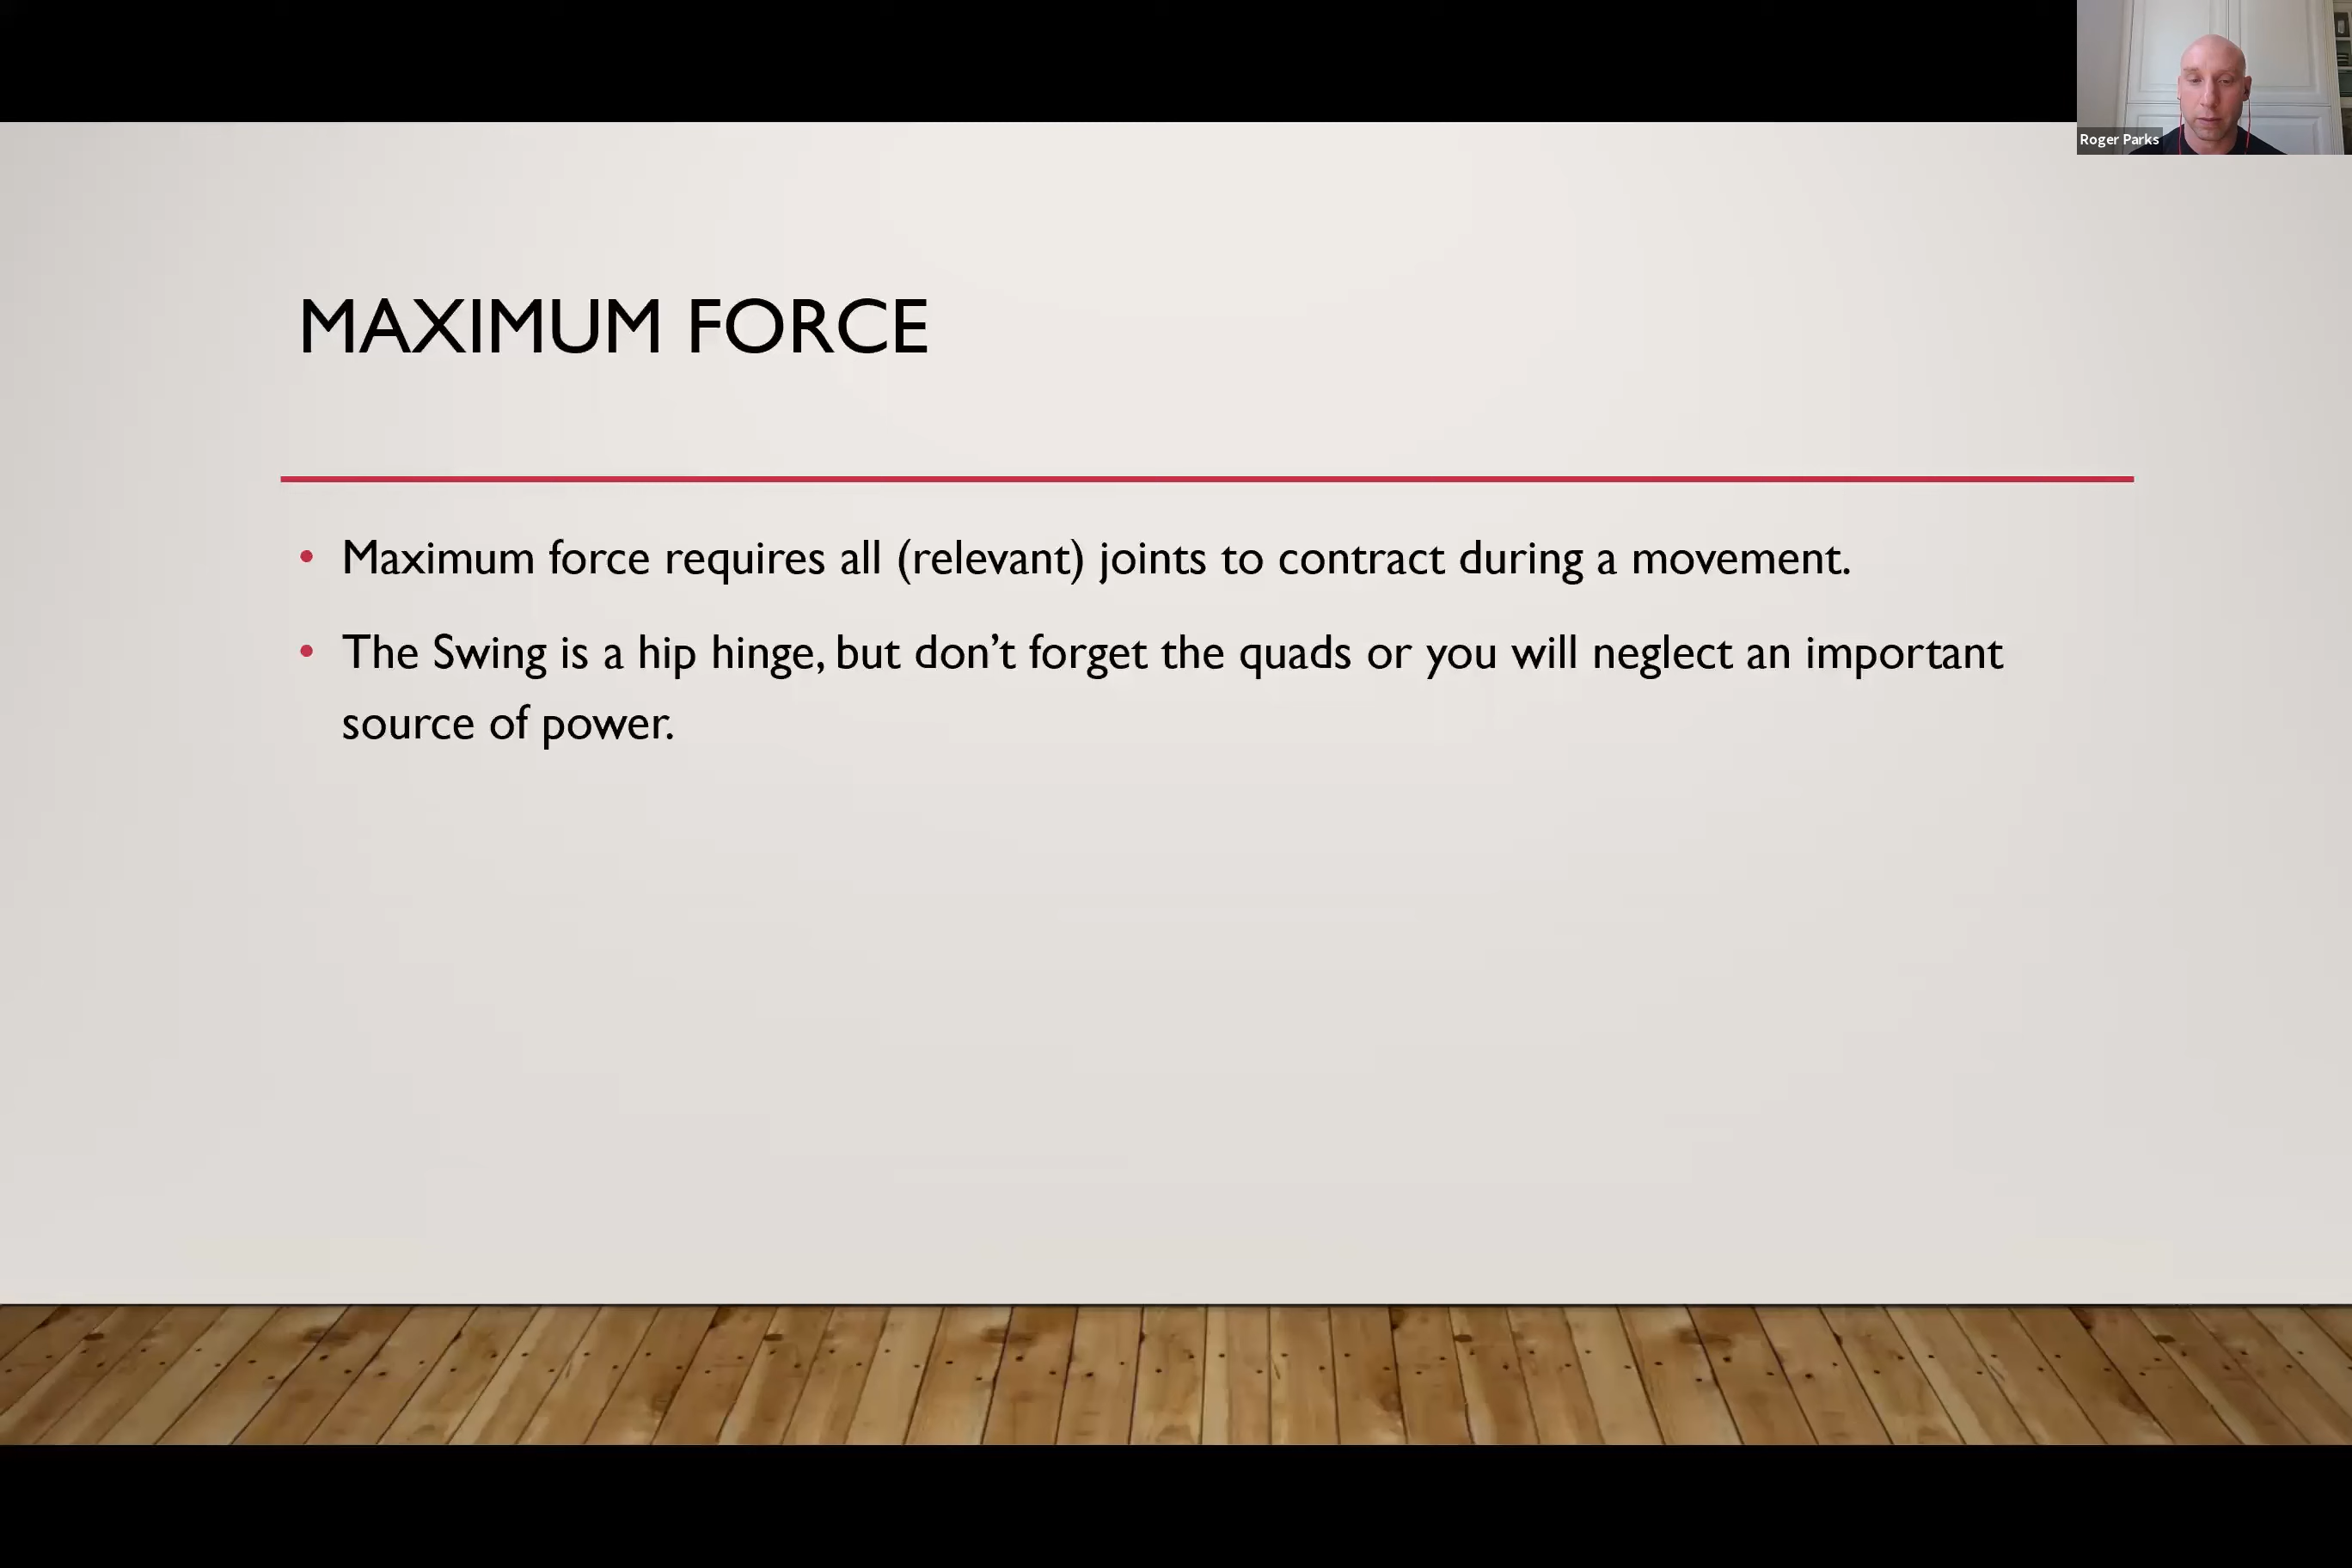 Roger Parks
MAXIMUM FORCE
• Maximum force requires all (relevant) joints to contract during a movement.
• The Swing is a hip hinge, but don’t forget the quads or you will neglect an important
source of power.